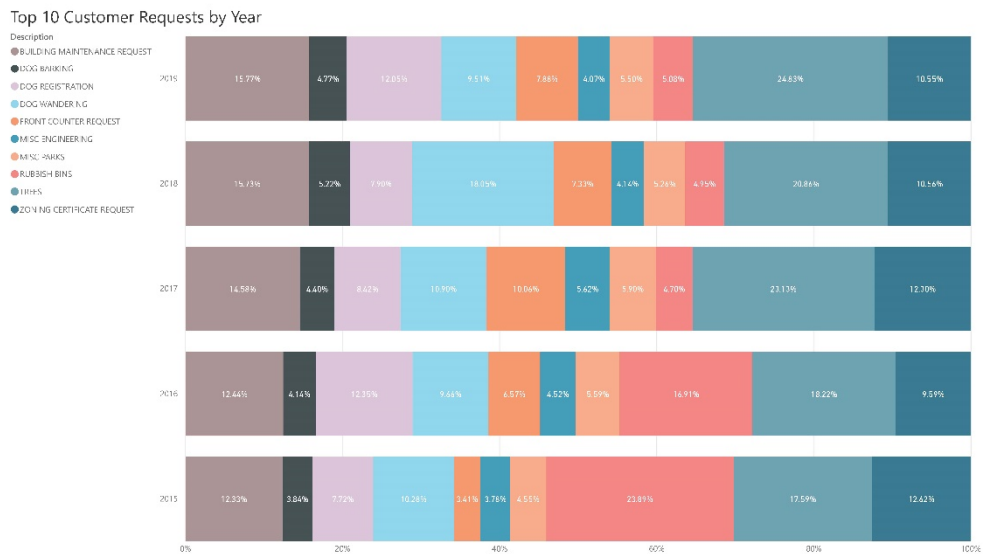 Top 10 Customer Requests by Year
Description
BUILDING MAINTENANCE REQUEST
DOG BARKING
DOG REGISTRATION
DOG WANDERING
FRONT COUNTER REQUEST
MISC ENGINEERING
MISC PARKS
RUBBISH BINS
TREES
ZONING CERTIFICATE REQUEST
2019 15.77% 4.77% 12.05% 9.51% 7.88% 4.07% 5.50% 5.08% 24.83% 10.55%
2018 15.73% 5.22% 7.90% 18.05% 7.33% 4.14% 5.26% 4.95% 20.86% 10.56%
2017 14.58% 4.40% 8.42% 10.90% 10.06% 5.62% 5.90% 4.70% 23.13% 12.30%
2016 12.44% 4.14% 12.35% 9.66% 6.57% 4.52% 5.59% 16.91% 18.22% 9.59%
2015 12.33% 3.84% 7.72% 10.28% 3.41% 3.78% 4.55% 23.89% 17.59% 12.62%
0% 20% 40% 60% 80% 100%